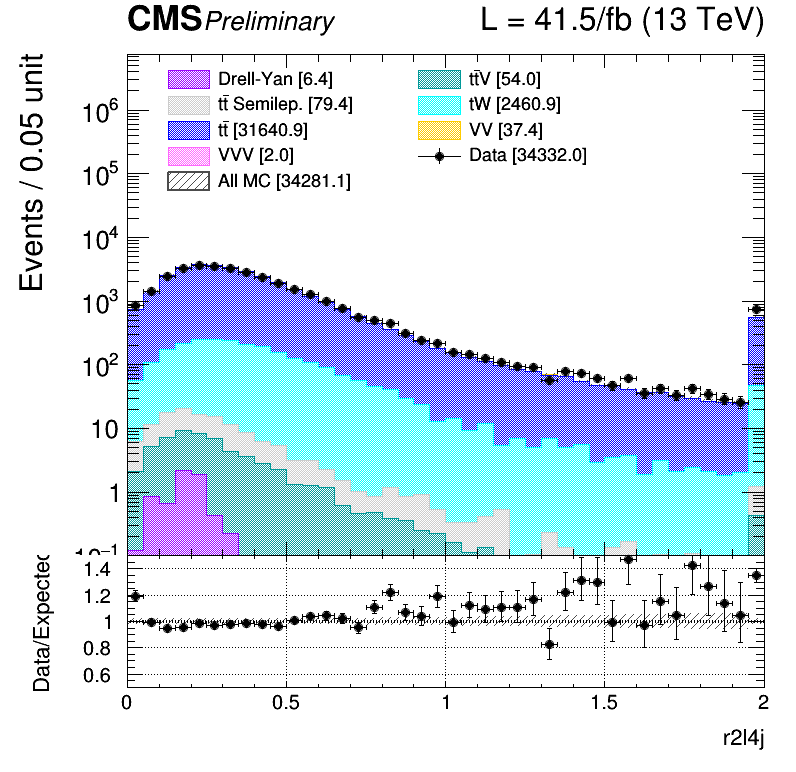 CMS Preliminary L = 41.5/fb (13 TeV)
Events / 0.05 unit
Drell-Yan [6.4]
tt̄V [54.0]
tt̄ Semilep. [79.4]
tW [2460.9]
tt̄ [31640.9]
VV [37.4]
VVV [2.0]
Data [34332.0]
All MC [34281.1]
10⁶
10⁵
10⁴
10³
10²
10
1
10⁻¹
Data/Expected
1.4
1.2
1
0.8
0.6
0 0.5 1 1.5 2
r2l4j